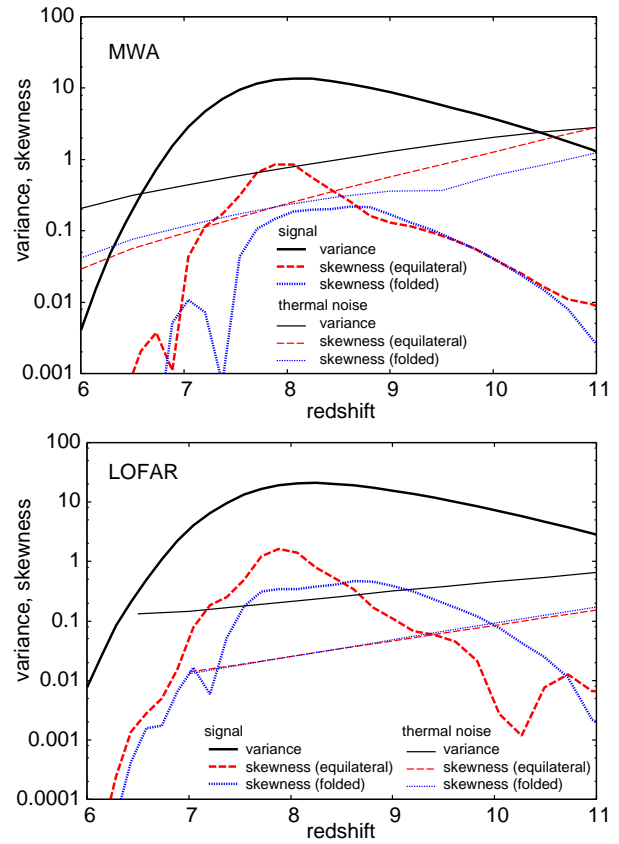 MWA
variance, skewness
100
10
1
0.1
0.01
0.001
signal
variance
skewness (equilateral)
skewness (folded)
thermal noise
variance
skewness (equilateral)
skewness (folded)
6 7 8 9 10 11
redshift
LOFAR
variance, skewness
100
10
1
0.1
0.01
0.001
0.0001
signal
variance
skewness (equilateral)
skewness (folded)
thermal noise
variance
skewness (equilateral)
skewness (folded)
6 7 8 9 10 11
redshift